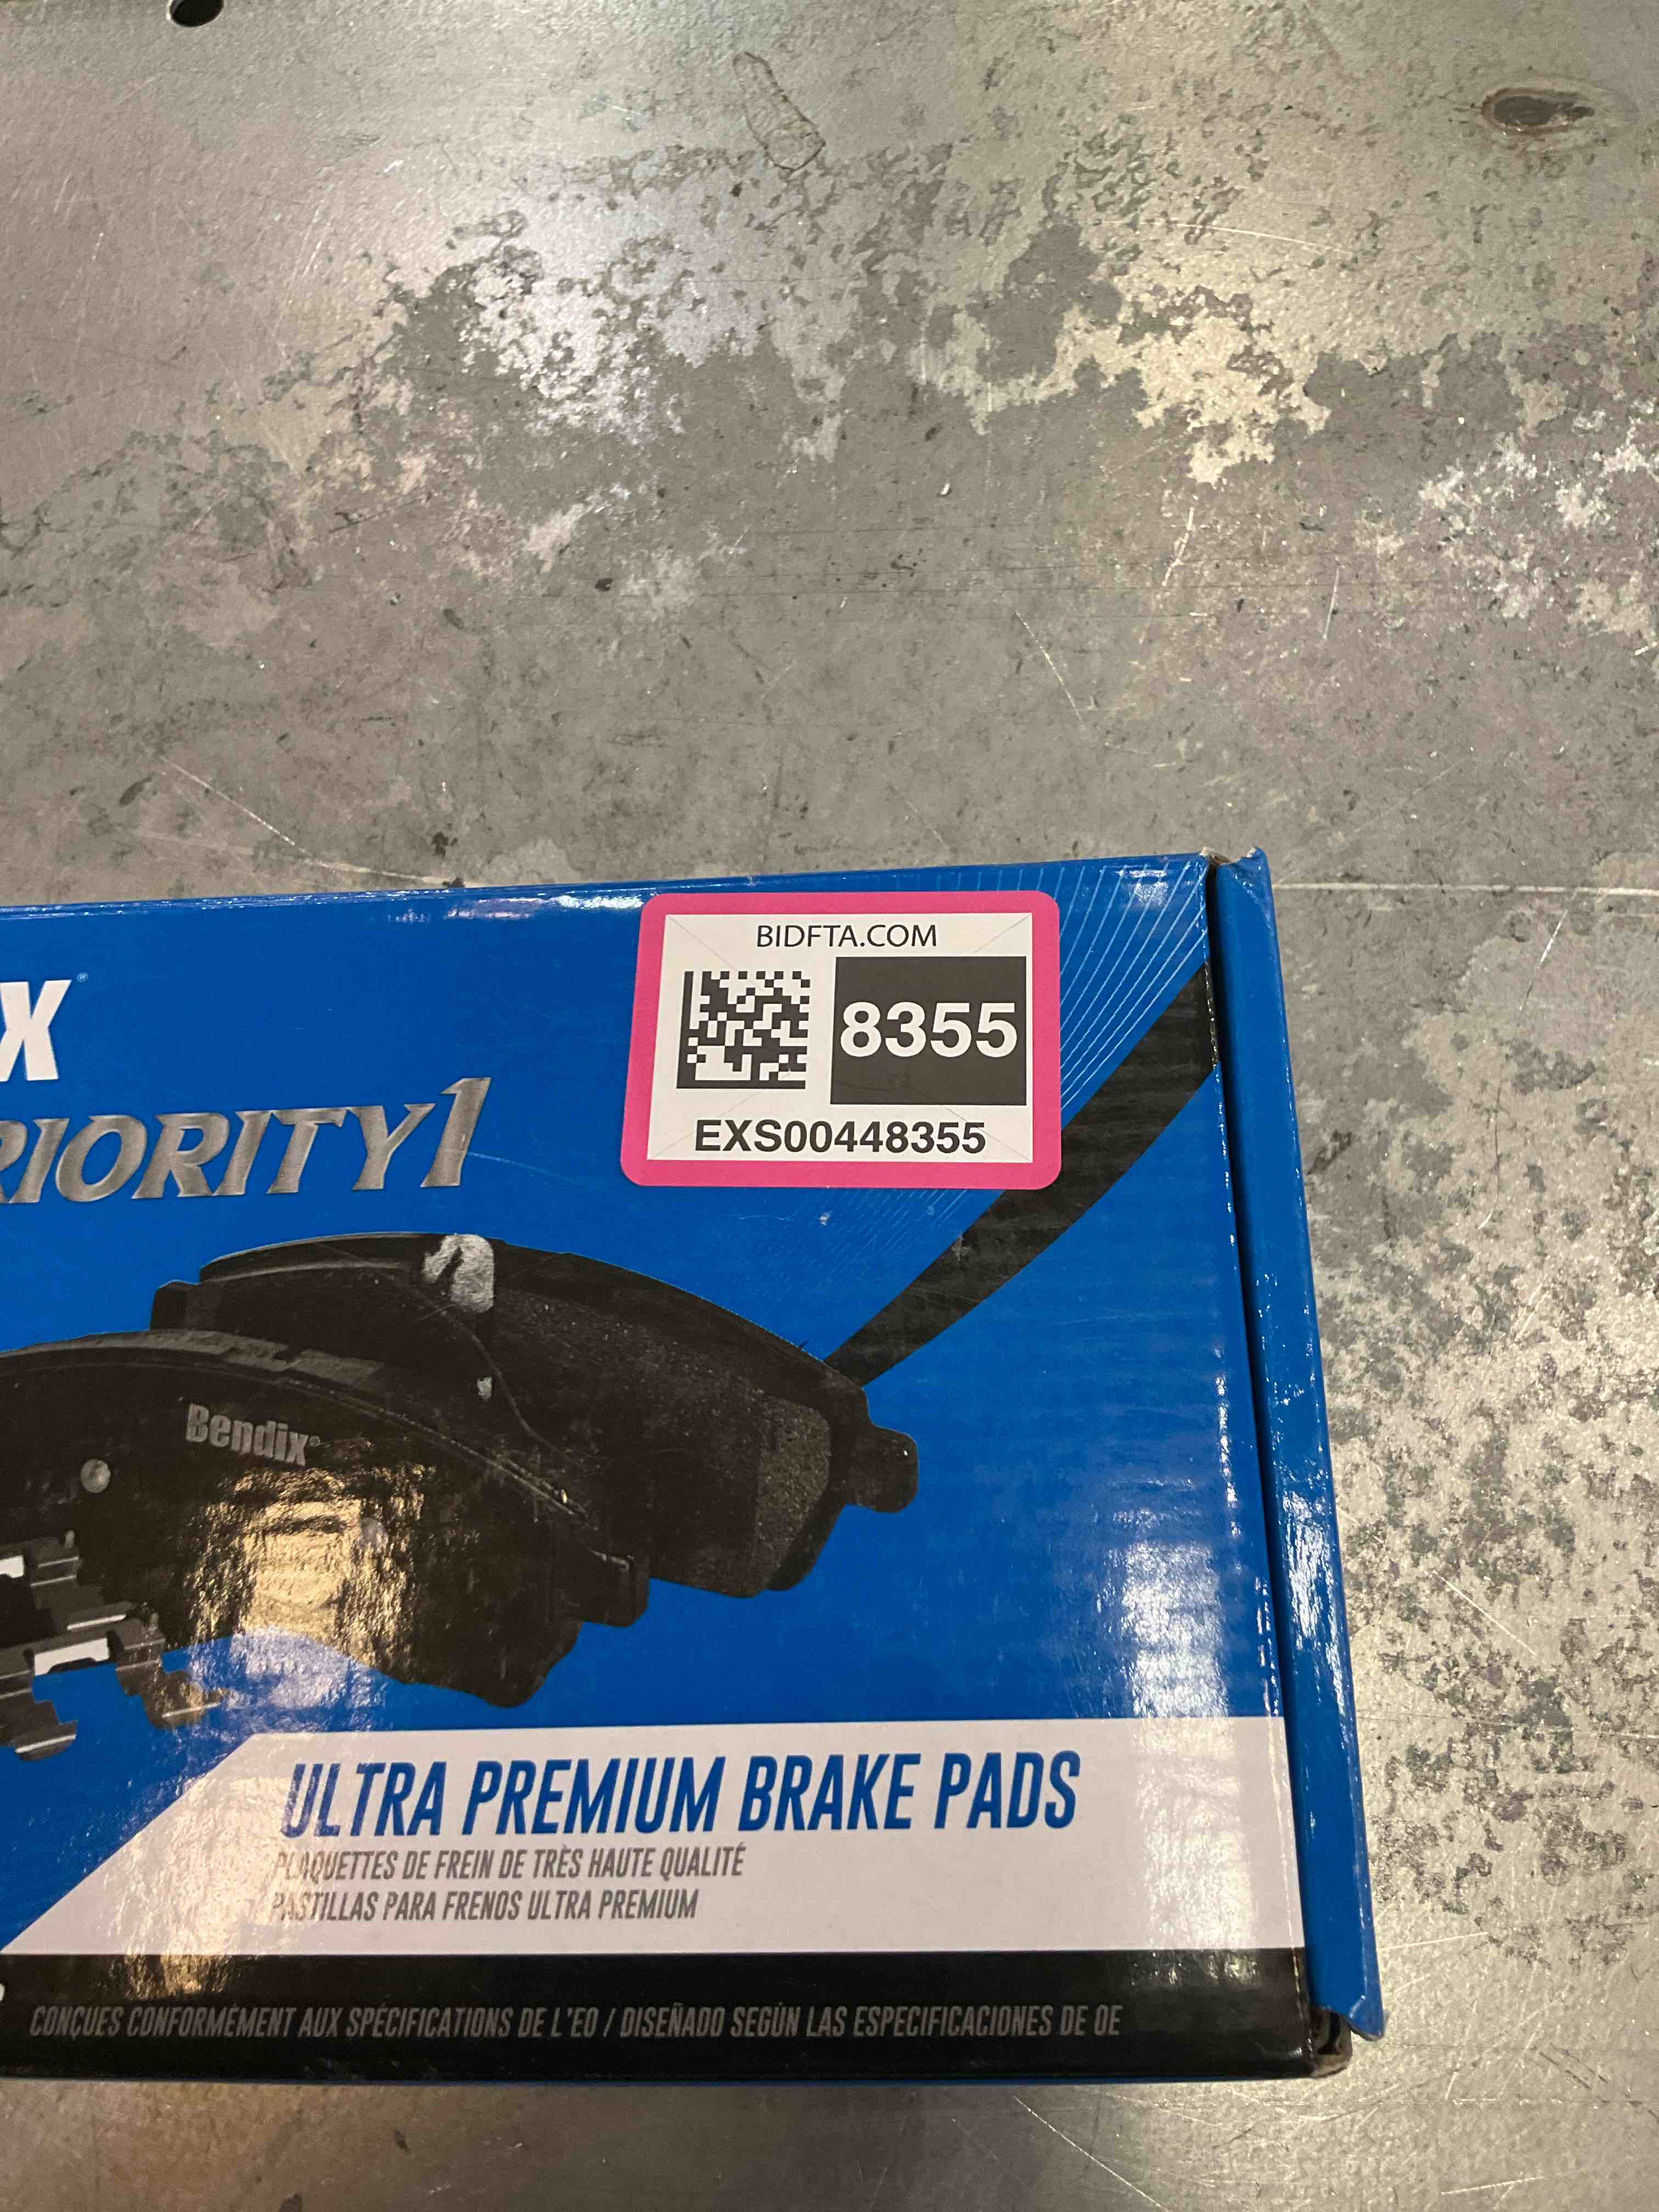 BIDFTA.COM
8355
EXS00448355
X®
RIORITY1
Bendix®
ULTRA PREMIUM BRAKE PADS
PLAQUETTES DE FREIN DE TRÈS HAUTE QUALITÉ
PASTILLAS PARA FRENOS ULTRA PREMIUM
CONÇUES CONFORMÉMENT AUX SPÉCIFICATIONS DE L'EO / DISEÑADO SEGÚN LAS ESPECIFICACIONES DE OE